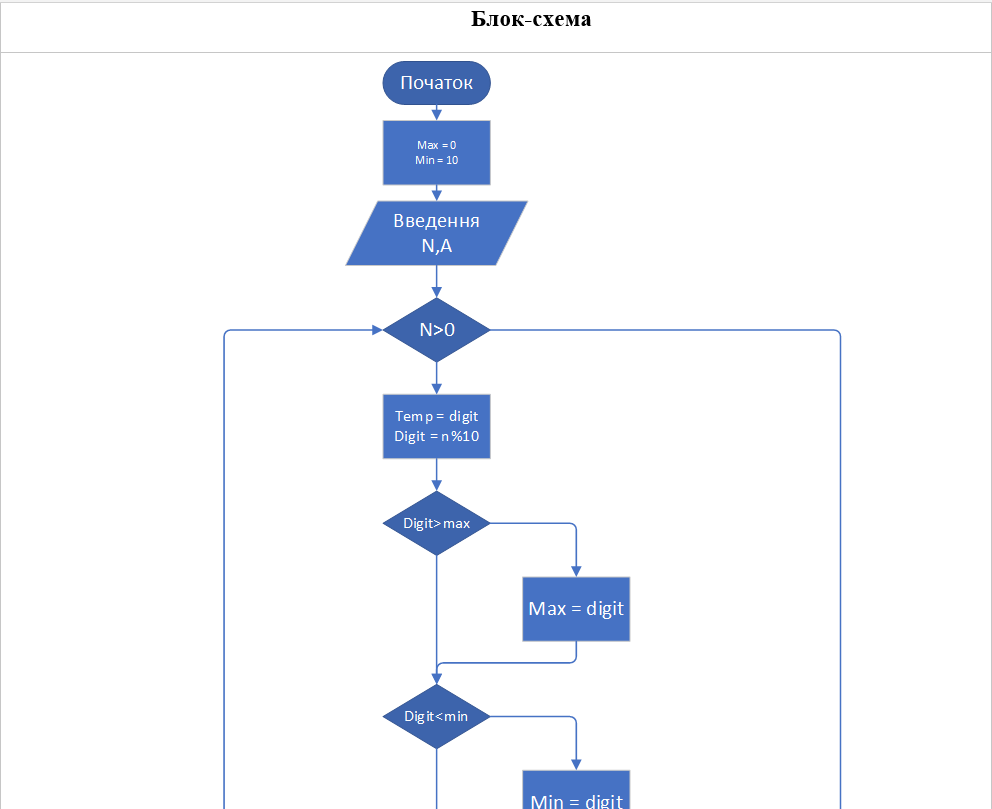 Блок-схема
Початок
Max = 0
Min = 10
Введення
N,A
N>0
Temp = digit
Digit = n%10
Digit>max
Max = digit
Digit<min
Min = digit